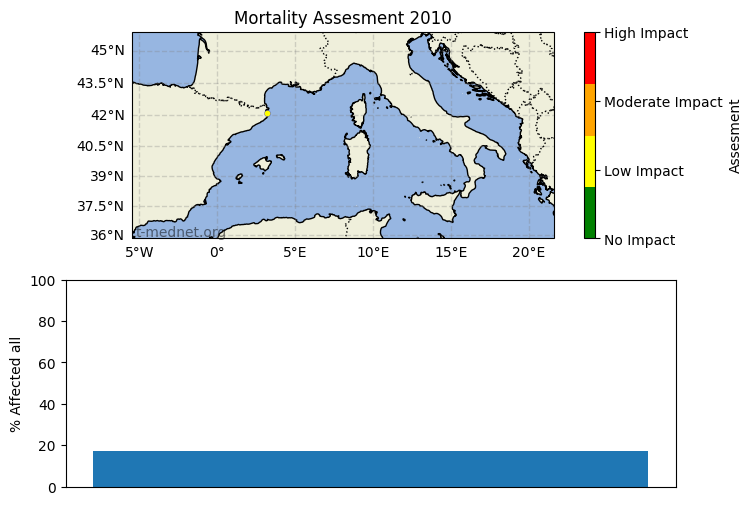 Mortality Assesment 2010
45°N
43.5°N
42°N
40.5°N
39°N
37.5°N
36°N
t-mednet.org
5°W
0°
5°E
10°E
15°E
20°E
High Impact
Moderate Impact
Low Impact
No Impact
Assesment
100
80
60
40
20
0
% Affected all